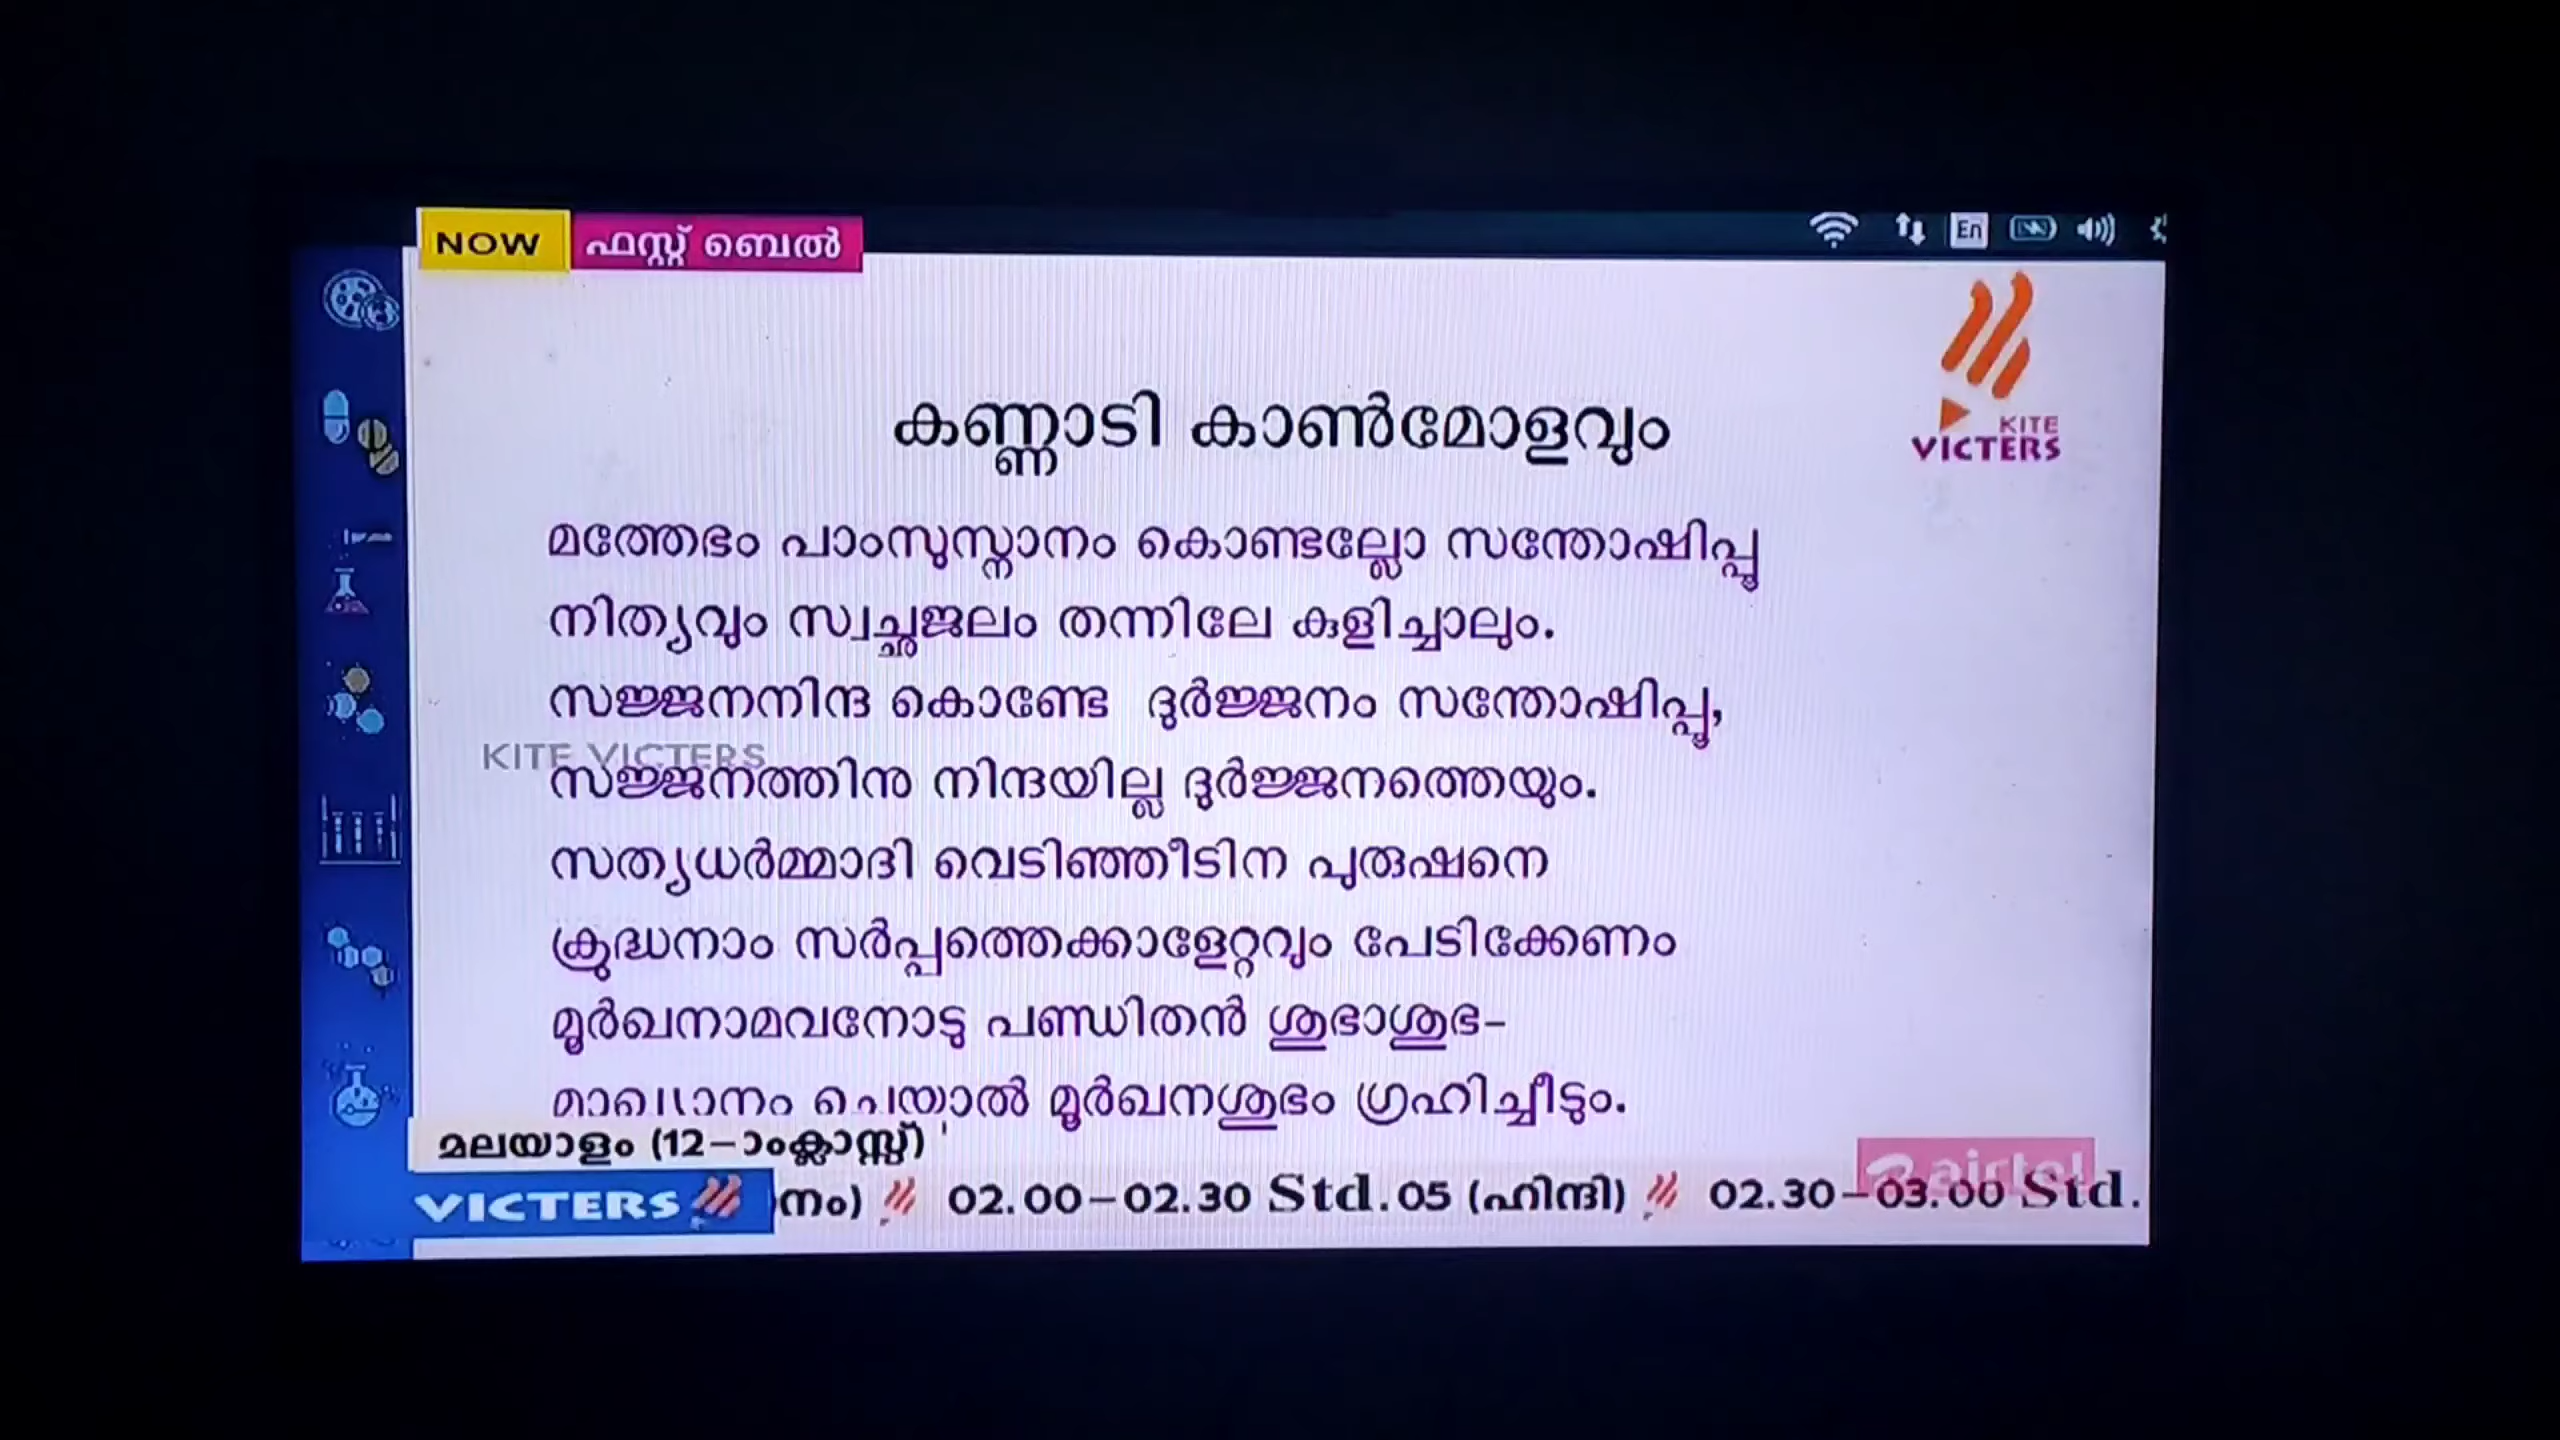 NOW ഫസ്റ്റ് ബെൽ
En
KITE
VICTERS
കണ്ണാടി കാൺമോളവും
മത്തേഭം പാംസുസ്നാനം കൊണ്ടല്ലോ സന്തോഷിപ്പൂ
നിത്യവും സ്വച്ഛജലം തന്നിലേ കുളിച്ചാലും.
സജ്ജനനിന്ദ കൊണ്ടേ ദുർജ്ജനം സന്തോഷിപ്പൂ,
KITE VICTERS
സജ്ജനത്തിനു നിന്ദയില്ല ദുർജ്ജനത്തെയും.
സത്യധർമ്മാദി വെടിഞ്ഞീടിന പുരുഷനെ
ക്രുദ്ധനാം സർപ്പത്തെക്കാളേറ്റവും പേടിക്കേണം
മൂർഖനാമവനോടു പണ്ഡിതൻ ശുഭാശുഭ-
മൂർഖനശുഭം ഗ്രഹിച്ചീടും.
മലയാളം (12-ാംക്ലാസ്സ്)
airtel
VICTERS നം) 02.00-02.30 Std.05 (ഹിന്ദി) 02.30-03.00 Std.